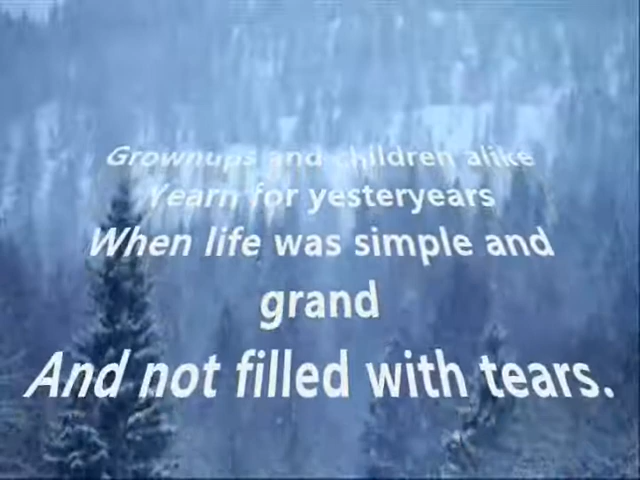 Grownups and children alike
Yearn for yesteryears
When life was simple and
grand
And not filled with tears.